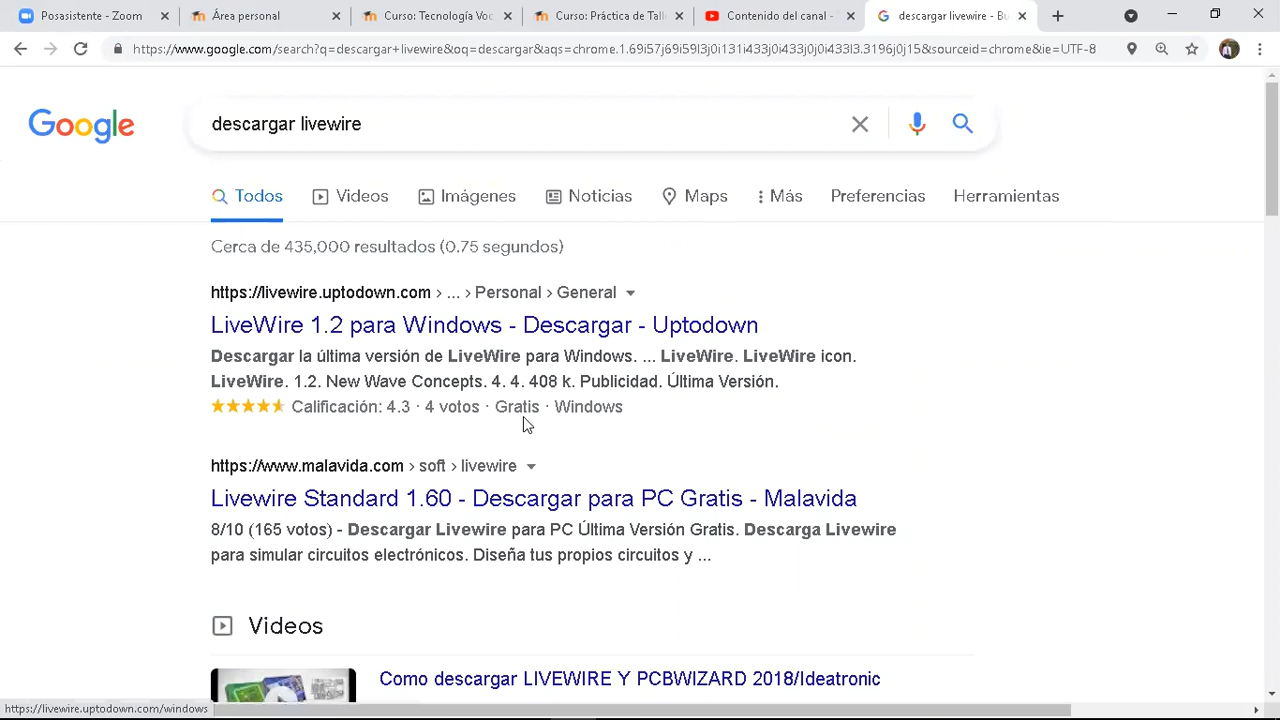 Posasistente - Zoom
Área personal
Curso: Tecnología Voc
Curso: Práctica de Tall
Contenido del canal -
descargar livewire - Bu
https://www.google.com/search?q=descargar+livewire&oq=descargar&aqs=chrome.1.69i57j69i59l3j0i131i433j0i433j0j0i433l3.3196j0j15&sourceid=chrome&ie=UTF-8
Google
descargar livewire
Todos
Videos
Imágenes
Noticias
Maps
Más
Preferencias
Herramientas
Cerca de 435,000 resultados (0.75 segundos)
https://livewire.uptodown.com › ... › Personal › General
LiveWire 1.2 para Windows - Descargar - Uptodown
Descargar la última versión de LiveWire para Windows. ... LiveWire. LiveWire icon.
LiveWire. 1.2. New Wave Concepts. 4. 4. 408 k. Publicidad. Última Versión.
Calificación: 4.3 · 4 votos · Gratis · Windows
https://www.malavida.com › soft › livewire
Livewire Standard 1.60 - Descargar para PC Gratis - Malavida
8/10 (165 votos) - Descargar Livewire para PC Última Versión Gratis. Descarga Livewire
para simular circuitos electrónicos. Diseña tus propios circuitos y ...
Videos
Como descargar LIVEWIRE Y PCBWIZARD 2018/Ideatronic
https://livewire.uptodown.com/windows